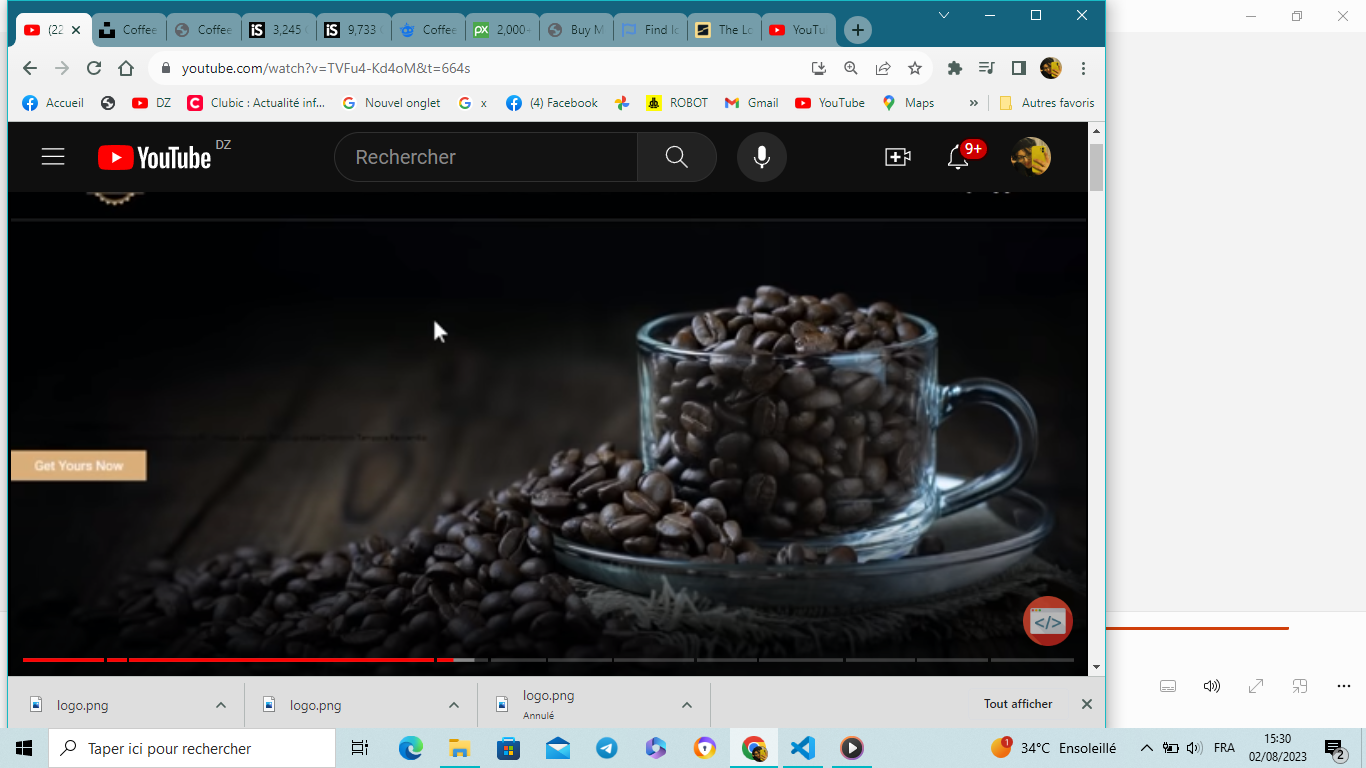 (22
Coffee
Coffee
3,245
9,733
Coffee
2,000+
Buy M
Find Ic
The Lo
YouTu
youtube.com/watch?v=TVFu4-Kd4oM&t=664s
Accueil
DZ
Clubic : Actualité inf...
Nouvel onglet
x
(4) Facebook
ROBOT
Gmail
YouTube
Maps
»
Autres favoris
YouTube DZ
Rechercher
9+
Get Yours Now
</>
logo.png
logo.png
logo.png
Annulé
Tout afficher
Taper ici pour rechercher
1
34°C Ensoleillé
FRA
15:30
02/08/2023
2